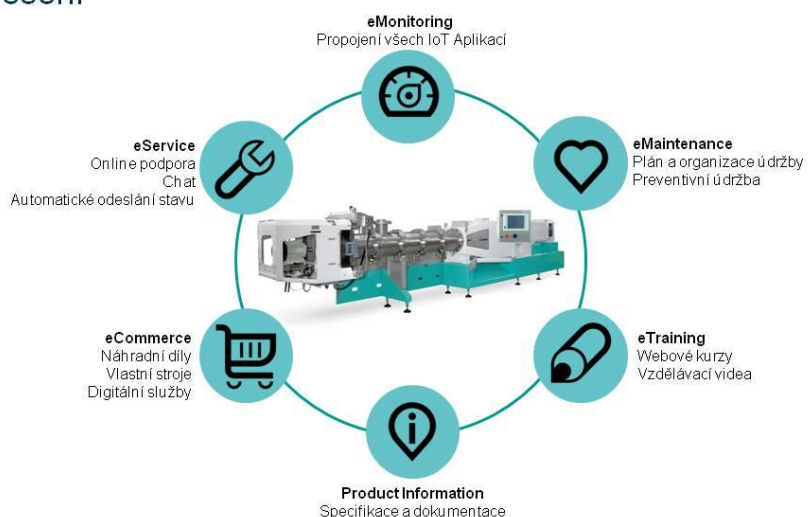 eMonitoring
Propojení všech IoT Aplikací
eService
Online podpora
Chat
Automatické odeslání stavu
eMaintenance
Plán a organizace údržby
Preventivní údržba
eCommerce
Náhradní díly
Vlastní stroje
Digitální služby
eTraining
Webové kurzy
Vzdělávací videa
Product Information
Specifikace a dokumentace